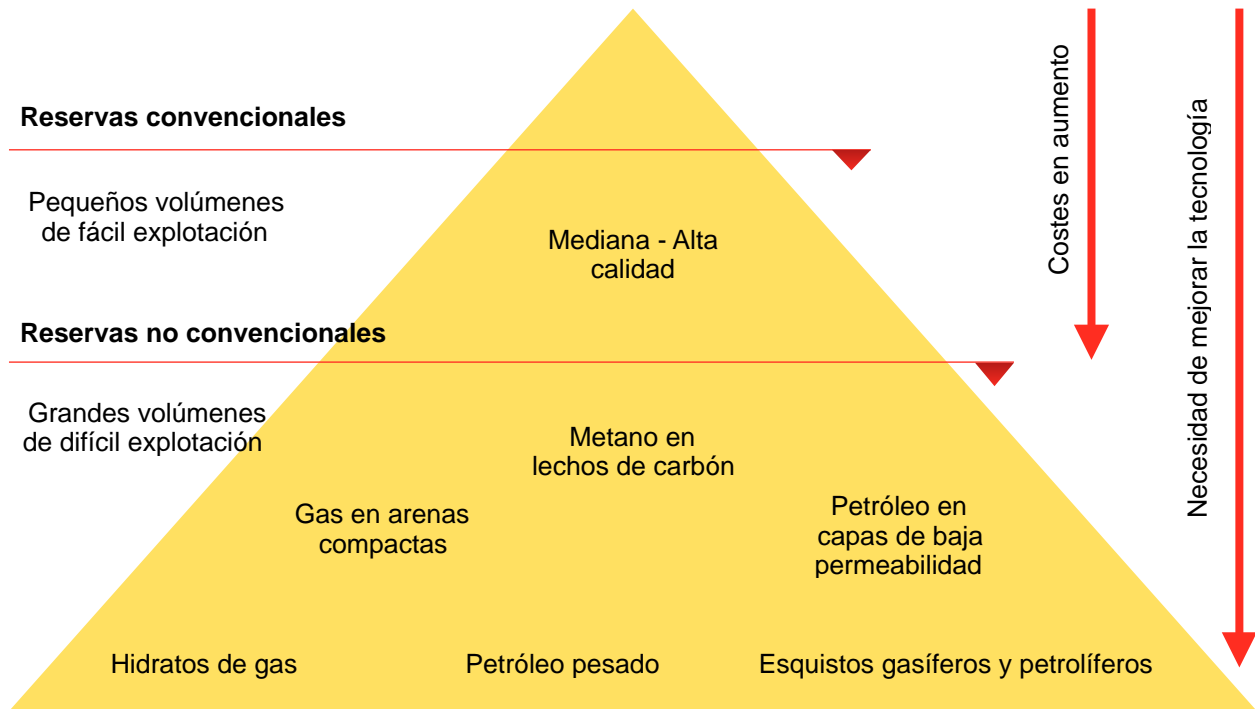 Reservas convencionales
Pequeños volúmenes
de fácil explotación
Mediana - Alta
calidad
Reservas no convencionales
Grandes volúmenes
de difícil explotación
Metano en
lechos de carbón
Gas en arenas
compactas
Petróleo en
capas de baja
permeabilidad
Hidratos de gas
Petróleo pesado
Esquistos gasíferos y petrolíferos
Costes en aumento
Necesidad de mejorar la tecnología